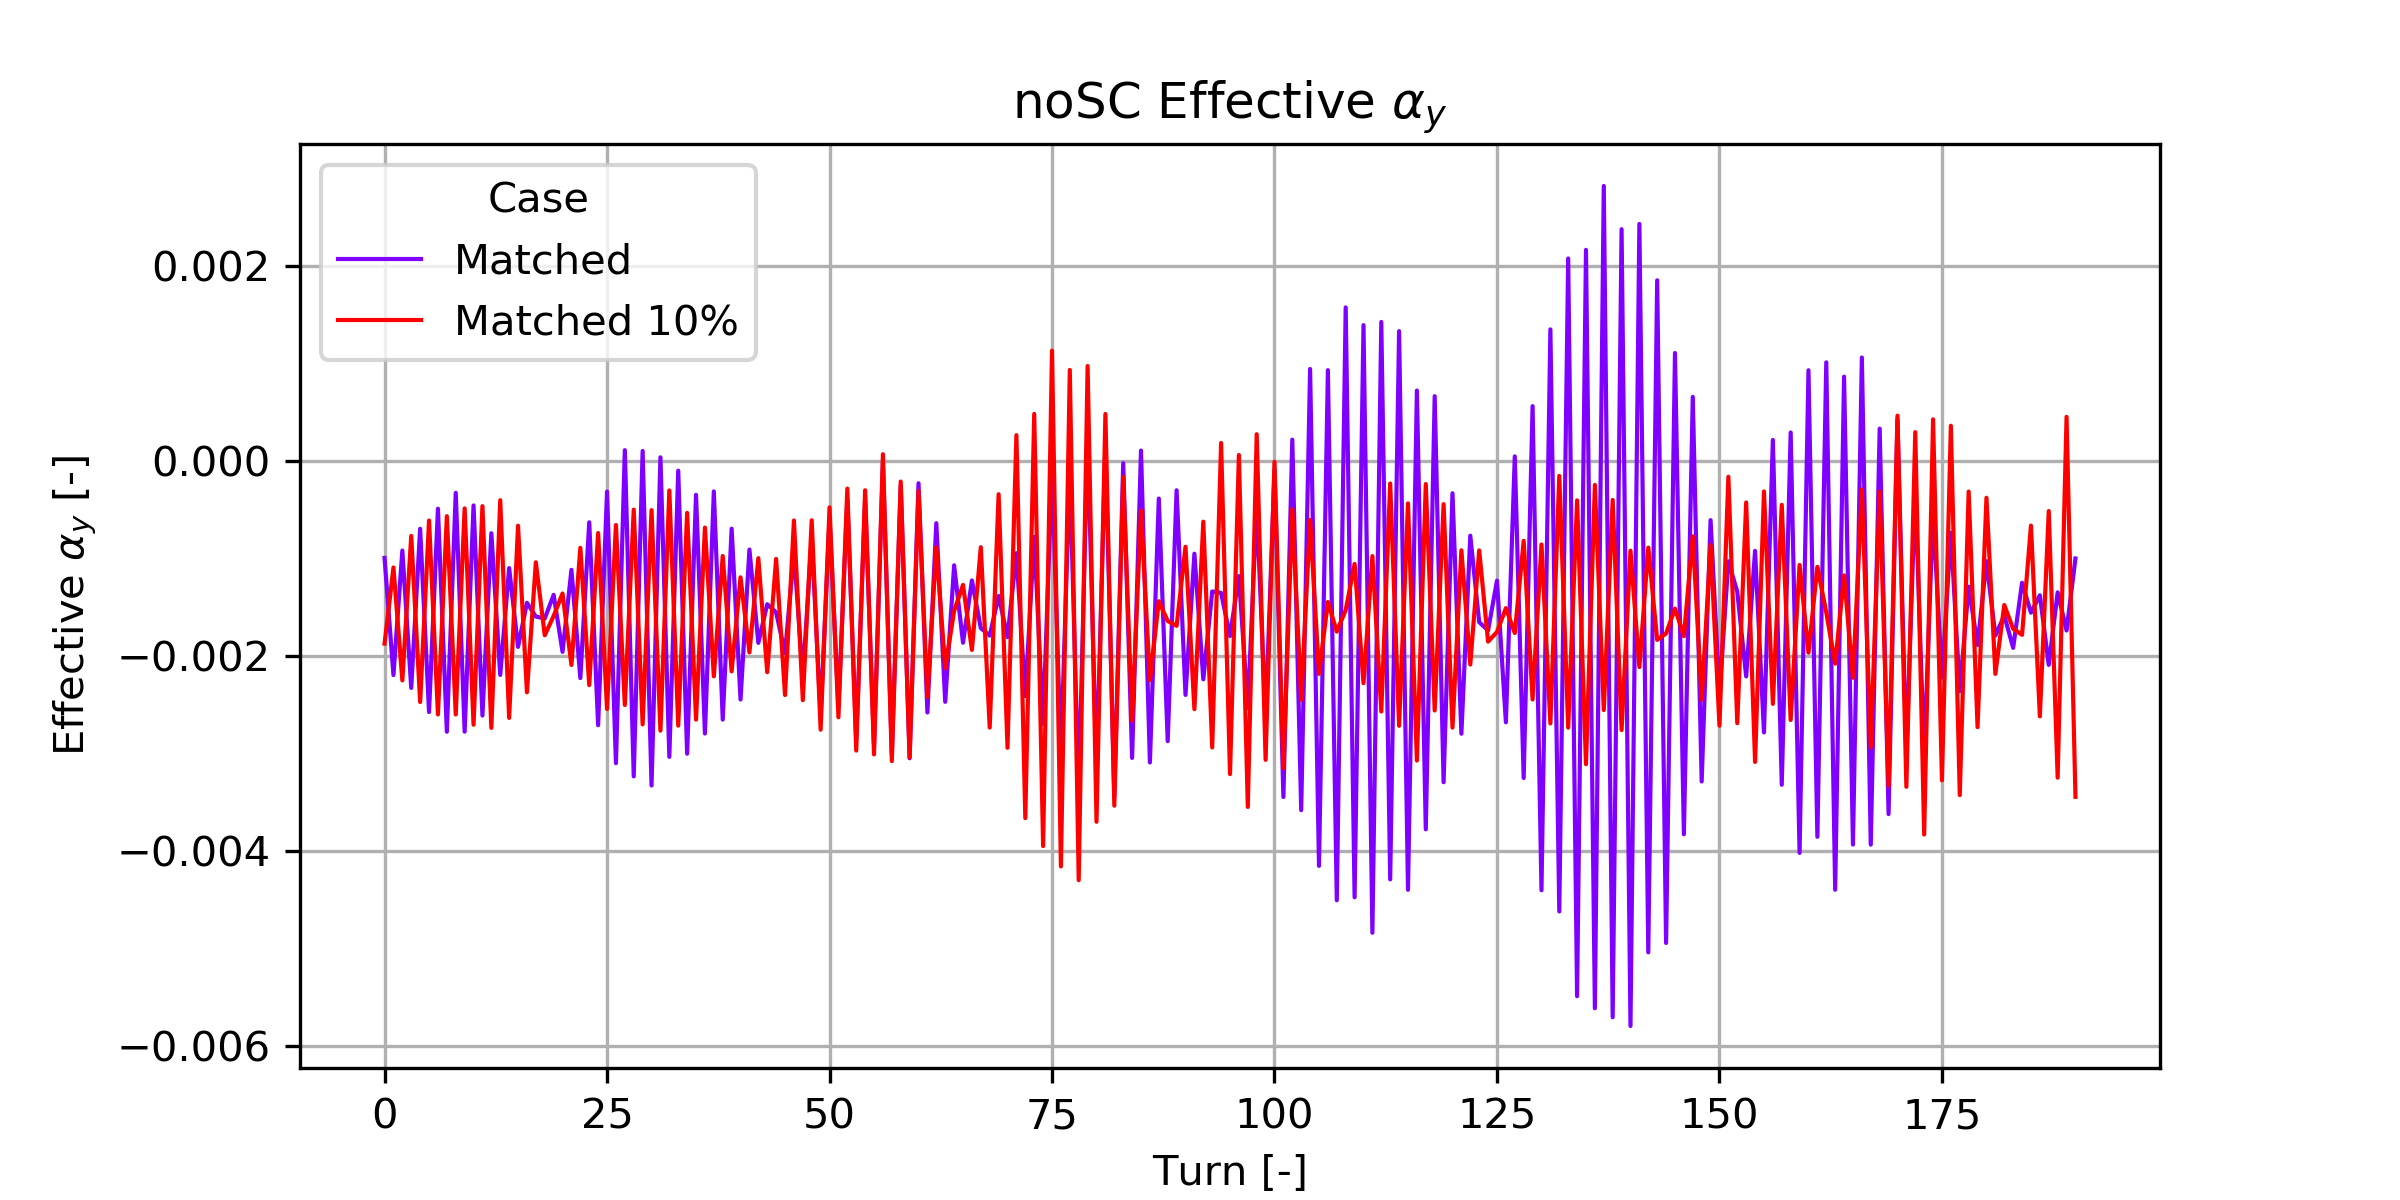 noSC Effective αy
Case
Matched
Matched 10%
Effective αy [-]
0.002
0.000
−0.002
−0.004
−0.006
0 25 50 75 100 125 150 175
Turn [-]